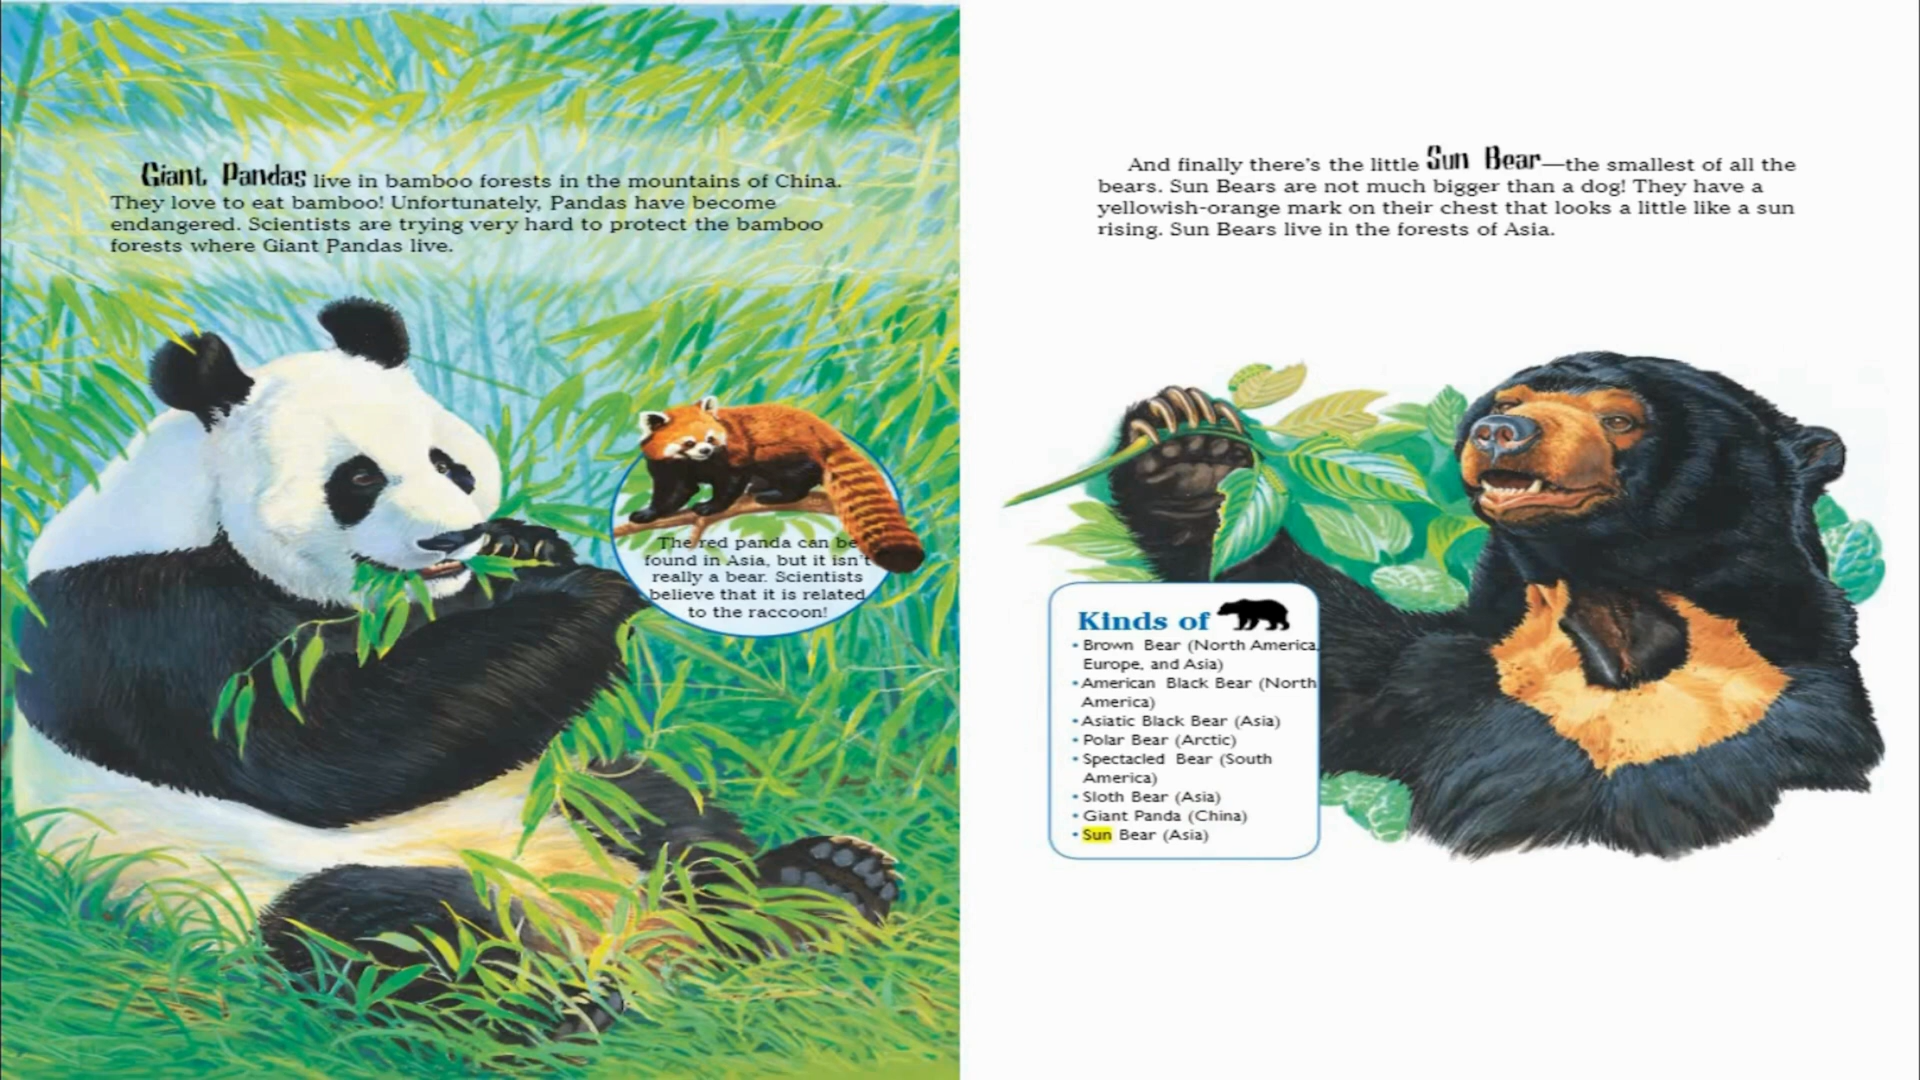 Giant Pandas live in bamboo forests in the mountains of China.
They love to eat bamboo! Unfortunately, Pandas have become
endangered. Scientists are trying very hard to protect the bamboo
forests where Giant Pandas live.
The red panda can be
found in Asia, but it isn't
really a bear. Scientists
believe that it is related
to the raccoon!
And finally there's the little Sun Bear—the smallest of all the
bears. Sun Bears are not much bigger than a dog! They have a
yellowish-orange mark on their chest that looks a little like a sun
rising. Sun Bears live in the forests of Asia.
Kinds of
• Brown Bear (North America,
Europe, and Asia)
• American Black Bear (North
America)
• Asiatic Black Bear (Asia)
• Polar Bear (Arctic)
• Spectacled Bear (South
America)
• Sloth Bear (Asia)
• Giant Panda (China)
• Sun Bear (Asia)